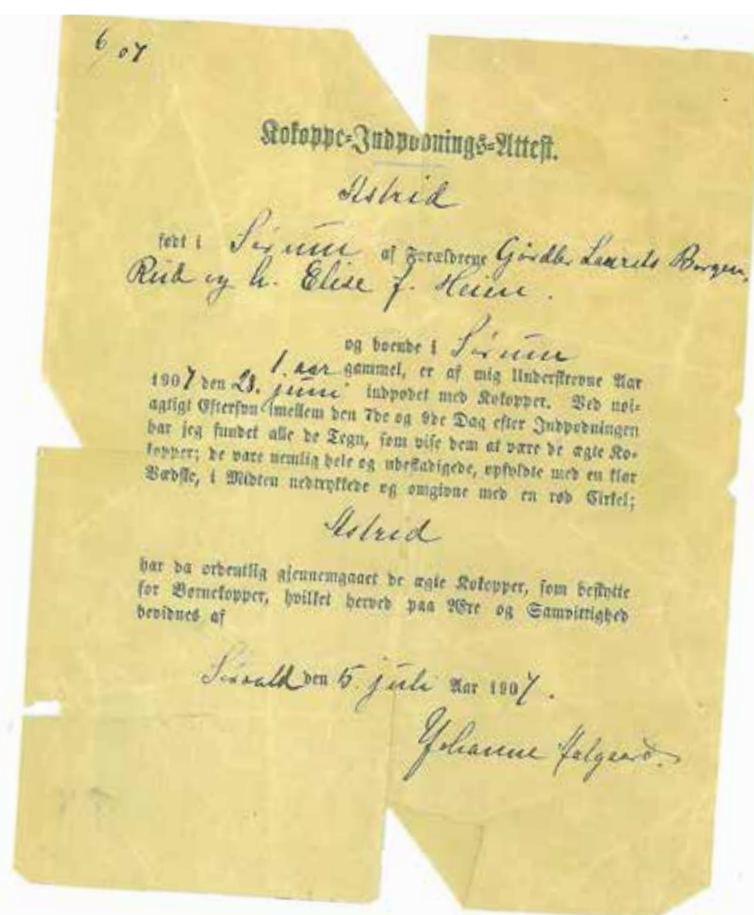 6/07
Kokoppe-Indpodnings-Attest.
Astrid
født i Sørum af Forældrene Gårdbr. Laurits Borgen
Rud og h. Elise f. Heien.
og boende i Sørum
1. aar gammel, er af mig Underskrevne Aar
1907 den 28. juni indpodet med Kokopper. Ved nøi-
agtigt Eftersyn imellem den 7de og 9de Dag efter Indpodningen
har jeg fundet alle de Tegn, som vise dem at være de ægte Ko-
kopper; de vare nemlig hele og ubeskadigede, opfyldte med en klar
Vædske, i Midten nedtrykkede og omgivne med en rød Cirkel;
Astrid
har da ordentlig gjennemgaaet de ægte Kokopper, som beskytte
for Børnekopper, hvilket herved paa Ære og Samvittighed
bevidnes af
den 5. juli Aar 1907.
Johanne